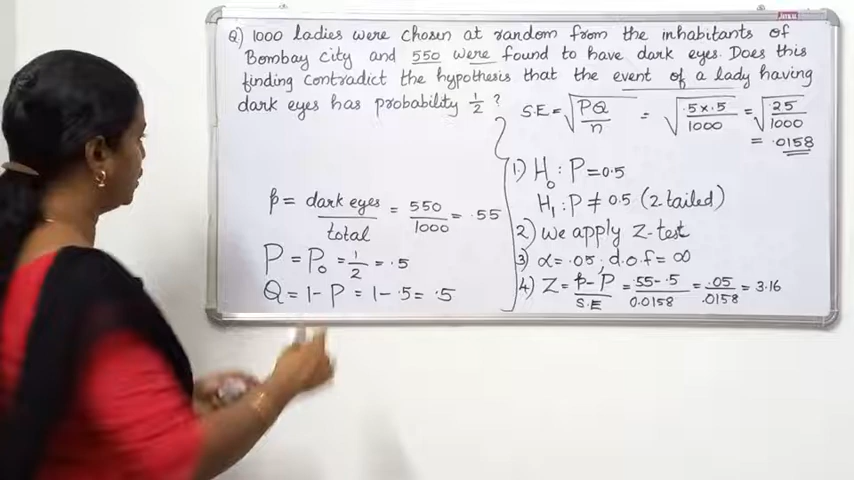 Q) 1000 ladies were chosen at random from the inhabitants of
Bombay City and 550 were found to have dark eyes. Does this
finding contradict the hypothesis that the event of a lady having
dark eyes has probability 1/2 ?
p = dark eyes / total = 550/1000 = .55
P = P₀ = 1/2 = .5
Q = 1 - P = 1 - .5 = .5
S.E = √(PQ/n) = √(.5 x .5/1000) = √(.25/1000)
= .0158
1) H₀ : P = 0.5
H₁ : P ≠ 0.5 (2 tailed)
2) we apply Z-test
3) α = .05, d.o.f = ∞
4) Z = p - P / S.E = .55 - .5 / 0.0158 = .05 / .0158 = 3.16